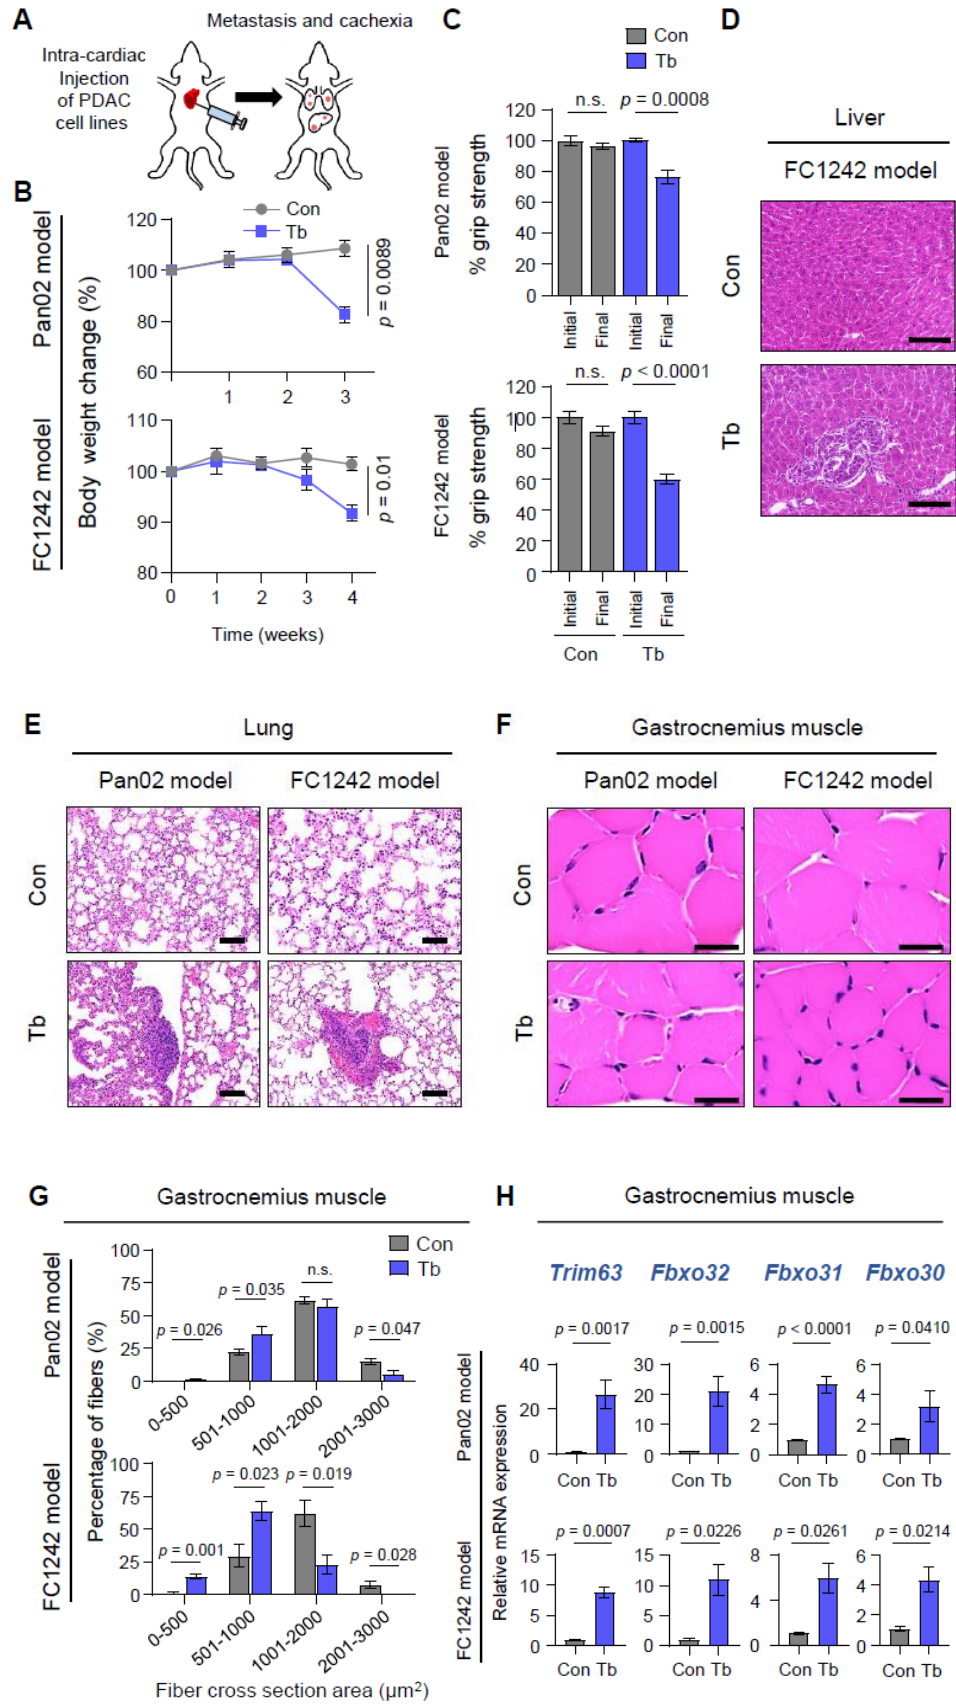 A
Metastasis and cachexia
Intra-cardiac
Injection
of PDAC
cell lines
B
Con
Tb
Pan02 model
FC1242 model
Body weight change (%)
120
100
80
60
1
2
3
p = 0.0089
110
100
90
80
0
1
2
3
4
p = 0.01
Time (weeks)
C
Con
Tb
n.s.
p = 0.0008
Pan02 model
% grip strength
120
100
80
60
40
20
0
Initial
Final
Initial
Final
n.s.
p < 0.0001
FC1242 model
% grip strength
120
100
80
60
40
20
0
Initial
Final
Initial
Final
Con
Tb
D
Liver
FC1242 model
Con
Tb
E
Lung
Pan02 model
FC1242 model
Con
Tb
F
Gastrocnemius muscle
Pan02 model
FC1242 model
Con
Tb
G
Gastrocnemius muscle
Con
Tb
Pan02 model
FC1242 model
Percentage of fibers (%)
100
75
50
25
0
p = 0.026
p = 0.035
n.s.
p = 0.047
0-500
501-1000
1001-2000
2001-3000
100
75
50
25
0
p = 0.001
p = 0.023
p = 0.019
p = 0.028
0-500
501-1000
1001-2000
2001-3000
Fiber cross section area (µm²)
H
Gastrocnemius muscle
Trim63
Fbxo32
Fbxo31
Fbxo30
Pan02 model
FC1242 model
Relative mRNA expression
p = 0.0017
p = 0.0015
p < 0.0001
p = 0.0410
40
20
0
30
20
10
0
6
4
2
0
6
4
2
0
Con Tb
Con Tb
Con Tb
Con Tb
p = 0.0007
p = 0.0226
p = 0.0261
p = 0.0214
15
10
5
0
15
10
5
0
8
4
0
6
4
2
0
Con Tb
Con Tb
Con Tb
Con Tb